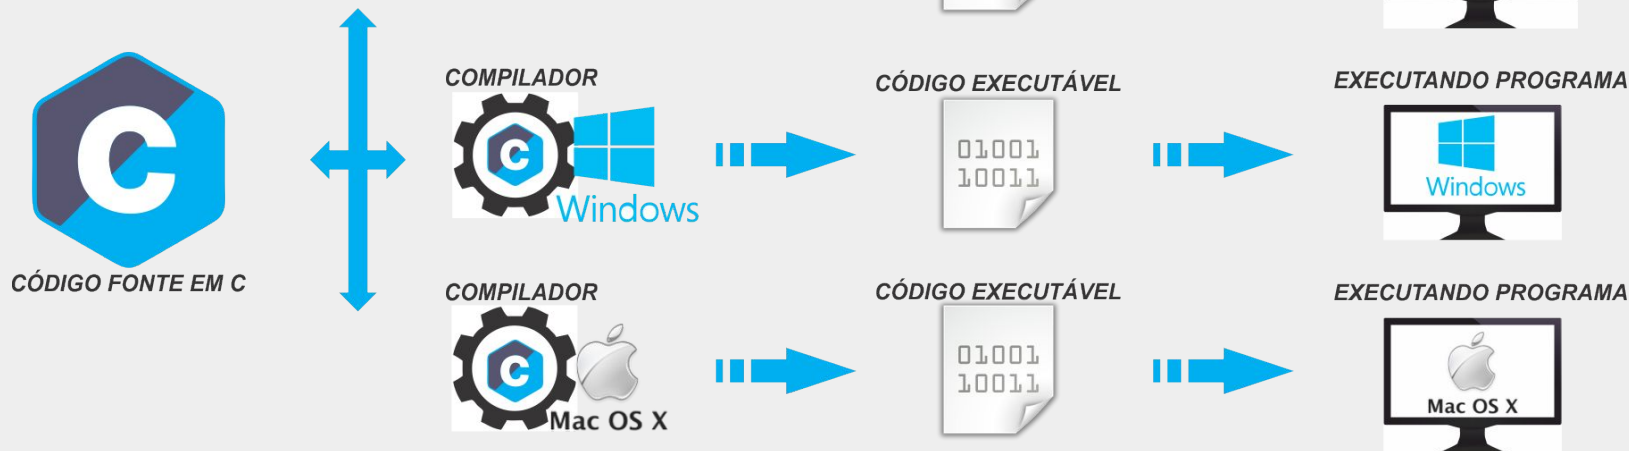 COMPILADOR
CÓDIGO EXECUTÁVEL
EXECUTANDO PROGRAMA
C
C
Windows
01001
10011
Windows
CÓDIGO FONTE EM C
COMPILADOR
CÓDIGO EXECUTÁVEL
EXECUTANDO PROGRAMA
C
Mac OS X
01001
10011
Mac OS X